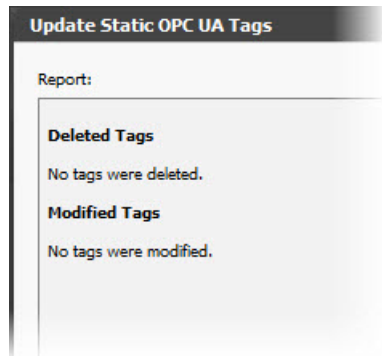 Update Static OPC UA Tags
Report:
Deleted Tags
No tags were deleted.
Modified Tags
No tags were modified.